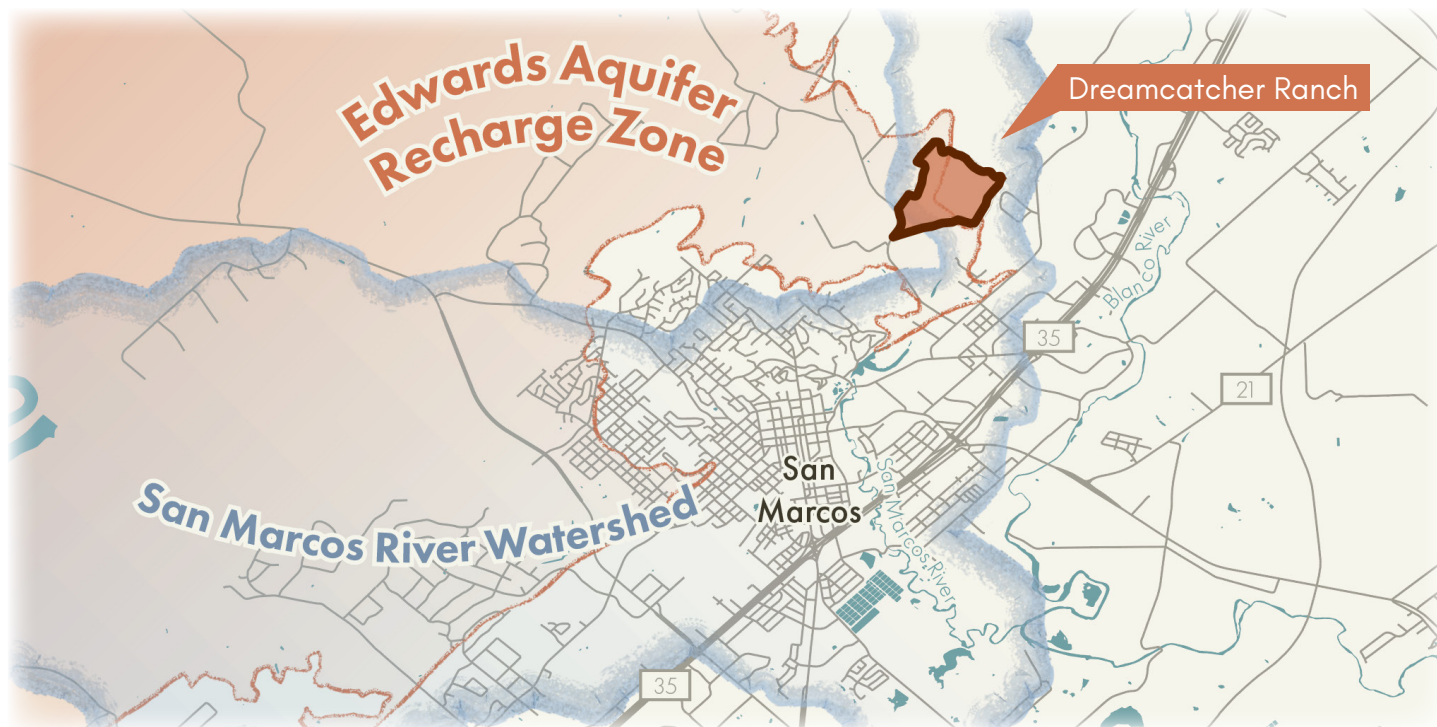 Edwards Aquifer
Recharge Zone
Dreamcatcher Ranch
Blanco River
35
21
San
Marcos
San Marcos River
San Marcos River Watershed
35